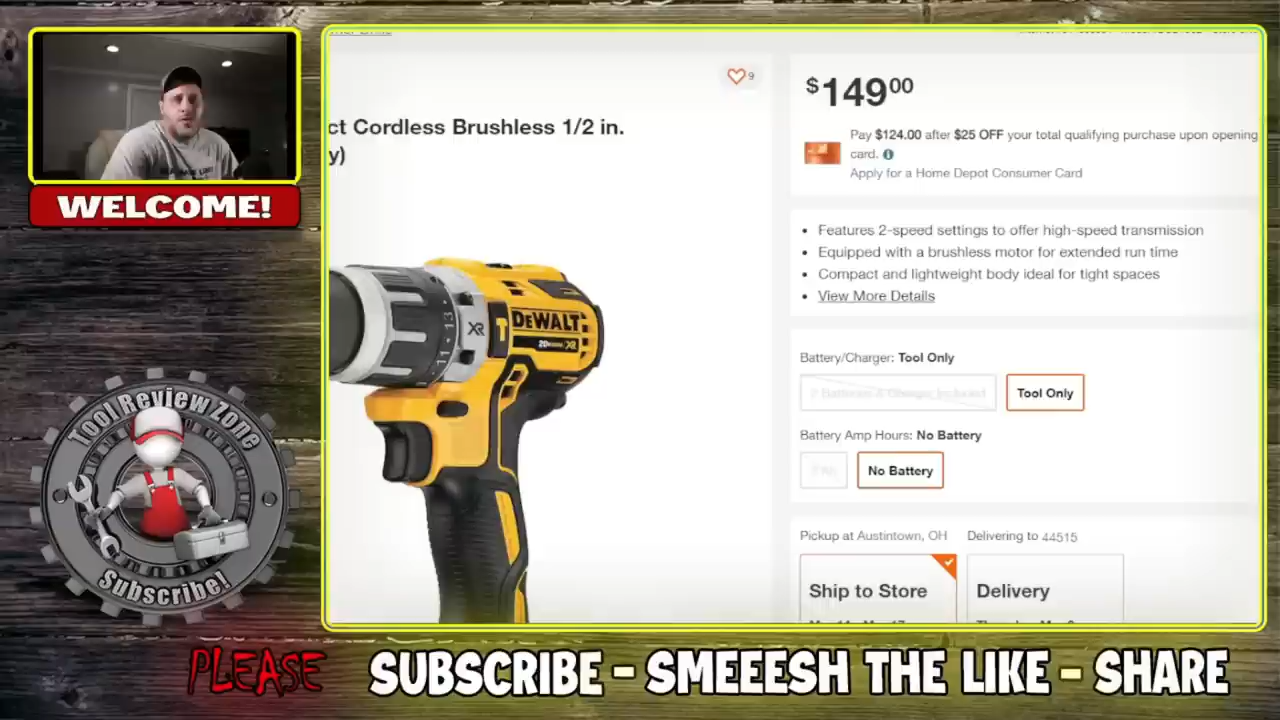 WELCOME!
9
ct Cordless Brushless 1/2 in.
y)
$149.00
Pay $124.00 after $25 OFF your total qualifying purchase upon opening
card.
Apply for a Home Depot Consumer Card
Features 2-speed settings to offer high-speed transmission
Equipped with a brushless motor for extended run time
Compact and lightweight body ideal for tight spaces
View More Details
XR
DEWALT
11 13
Battery/Charger: Tool Only
Tool Only
Battery Amp Hours: No Battery
No Battery
Pickup at Austintown, OH
Delivering to 44515
Ship to Store
Delivery
Tool Review Zone
Subscribe!
PLEASE
SUBSCRIBE - SMEEESH THE LIKE - SHARE